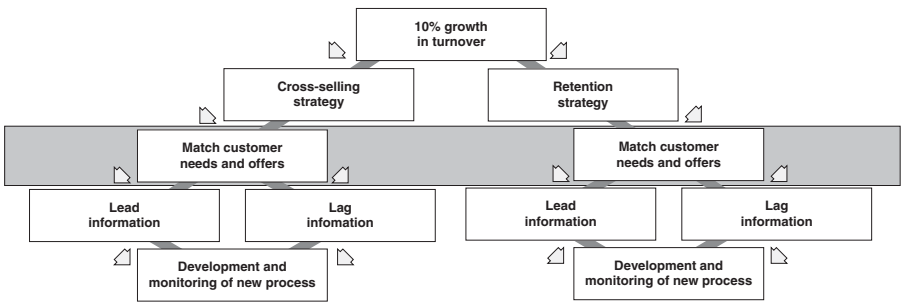 10% growth
in turnover
Cross-selling
strategy
Retention
strategy
Match customer
needs and offers
Match customer
needs and offers
Lead
information
Lag
infomation
Lead
information
Lag
information
Development and
monitoring of new process
Development and
monitoring of new process